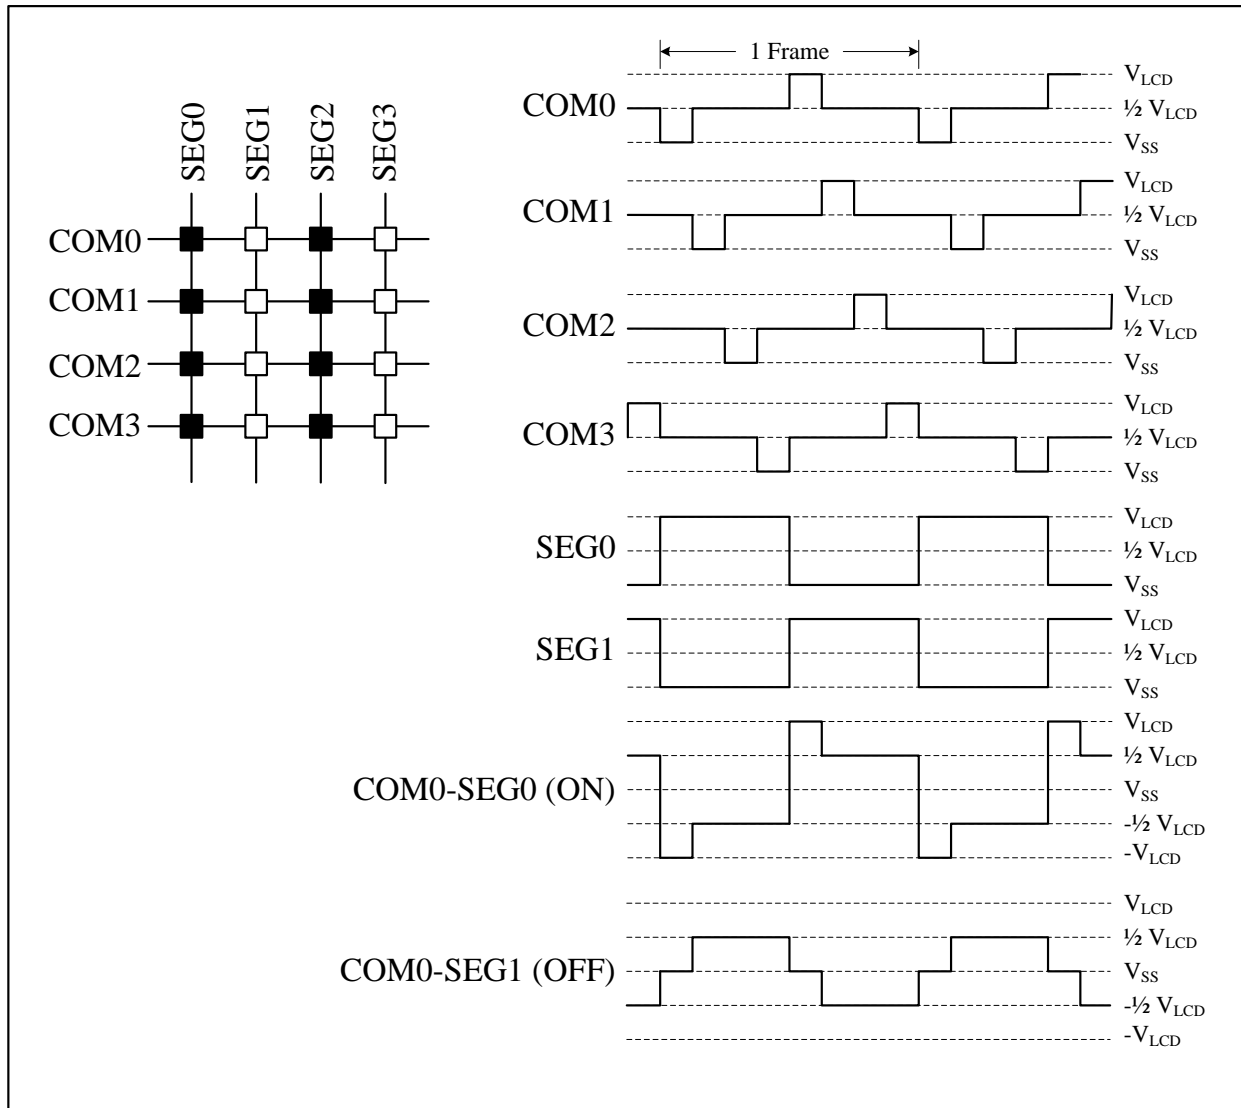 1 Frame
SEG0
SEG1
SEG2
SEG3
COM0
COM1
COM2
COM3
COM0
V_LCD
½ V_LCD
V_SS
COM1
V_LCD
½ V_LCD
V_SS
COM2
V_LCD
½ V_LCD
V_SS
COM3
V_LCD
½ V_LCD
V_SS
SEG0
V_LCD
½ V_LCD
V_SS
SEG1
V_LCD
½ V_LCD
V_SS
COM0-SEG0 (ON)
V_LCD
½ V_LCD
V_SS
-½ V_LCD
-V_LCD
COM0-SEG1 (OFF)
V_LCD
½ V_LCD
V_SS
-½ V_LCD
-V_LCD